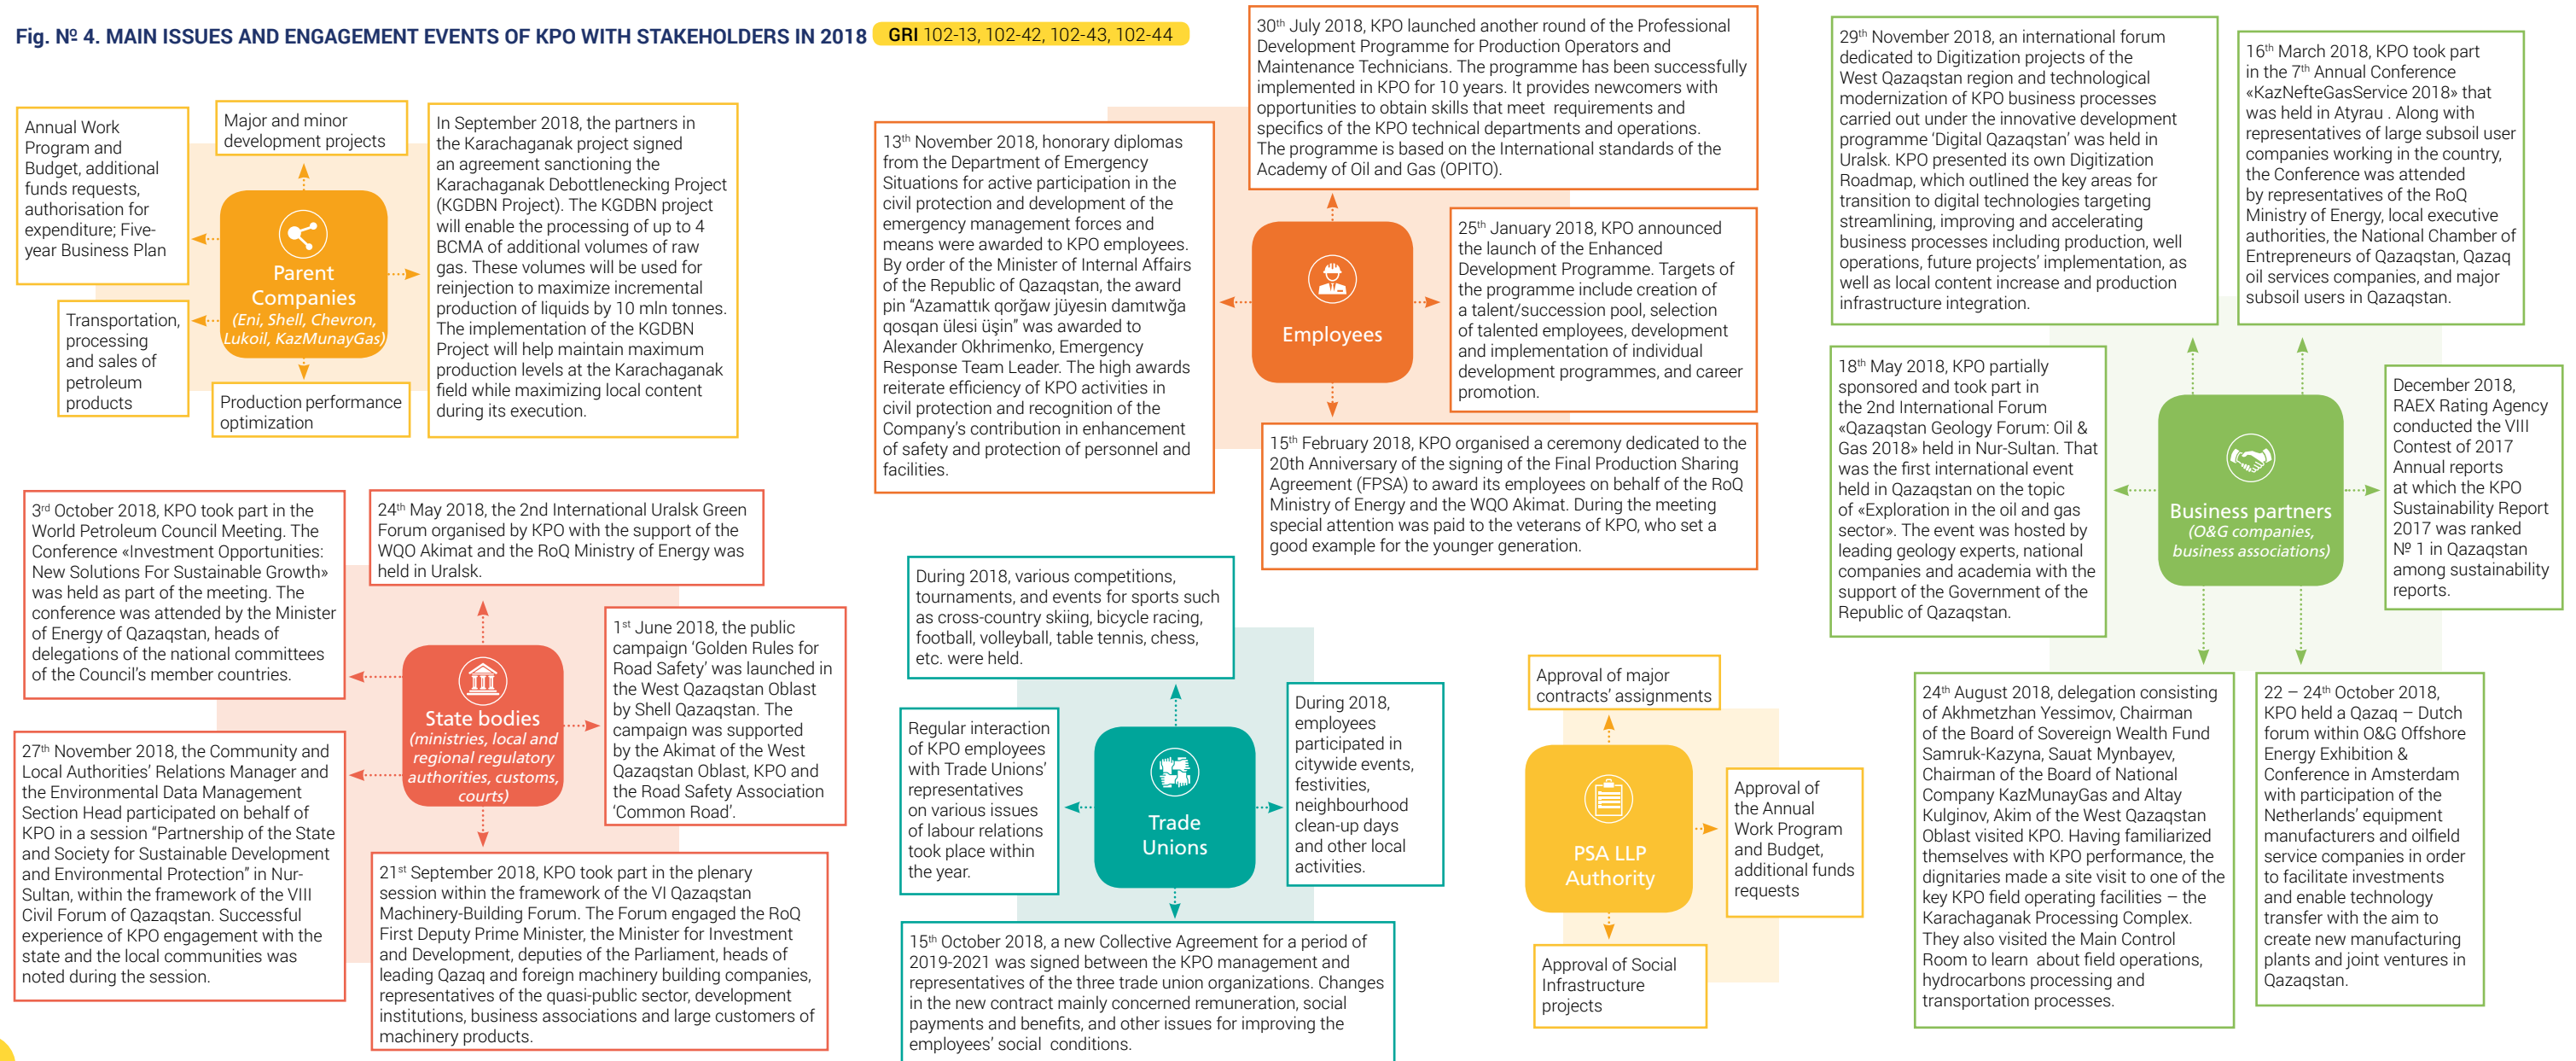 Fig. № 4. MAIN ISSUES AND ENGAGEMENT EVENTS OF KPO WITH STAKEHOLDERS IN 2018
GRI 102-13, 102-42, 102-43, 102-44
Annual Work
Program and
Budget, additional
funds requests,
authorisation for
expenditure; Five-
year Business Plan
Major and minor
development projects
Transportation,
processing
and sales of
petroleum
products
Parent
Companies
(Eni, Shell, Chevron,
Lukoil, KazMunayGas)
Production performance
optimization
In September 2018, the partners in
the Karachaganak project signed
an agreement sanctioning the
Karachaganak Debottlenecking Project
(KGDBN Project). The KGDBN project
will enable the processing of up to 4
BCMA of additional volumes of raw
gas. These volumes will be used for
reinjection to maximize incremental
production of liquids by 10 mln tonnes.
The implementation of the KGDBN
Project will help maintain maximum
production levels at the Karachaganak
field while maximizing local content
during its execution.
3rd October 2018, KPO took part in the
World Petroleum Council Meeting. The
Conference «Investment Opportunities:
New Solutions For Sustainable Growth»
was held as part of the meeting. The
conference was attended by the Minister
of Energy of Qazaqstan, heads of
delegations of the national committees
of the Council's member countries.
24th May 2018, the 2nd International Uralsk Green
Forum organised by KPO with the support of the
WQO Akimat and the RoQ Ministry of Energy was
held in Uralsk.
State bodies
(ministries, local and
regional regulatory
authorities, customs,
courts)
1st June 2018, the public
campaign 'Golden Rules for
Road Safety' was launched in
the West Qazaqstan Oblast
by Shell Qazaqstan. The
campaign was supported
by the Akimat of the West
Qazaqstan Oblast, KPO and
the Road Safety Association
'Common Road'.
27th November 2018, the Community and
Local Authorities' Relations Manager and
the Environmental Data Management
Section Head participated on behalf of
KPO in a session "Partnership of the State
and Society for Sustainable Development
and Environmental Protection" in Nur-
Sultan, within the framework of the VIII
Civil Forum of Qazaqstan. Successful
experience of KPO engagement with the
state and the local communities was
noted during the session.
21st September 2018, KPO took part in the plenary
session within the framework of the VI Qazaqstan
Machinery-Building Forum. The Forum engaged the RoQ
First Deputy Prime Minister, the Minister for Investment
and Development, deputies of the Parliament, heads of
leading Qazaq and foreign machinery building companies,
representatives of the quasi-public sector, development
institutions, business associations and large customers of
machinery products.
13th November 2018, honorary diplomas
from the Department of Emergency
Situations for active participation in the
civil protection and development of the
emergency management forces and
means were awarded to KPO employees.
By order of the Minister of Internal Affairs
of the Republic of Qazaqstan, the award
pin "Azamattık qorğaw jüyesin damıtwğa
qosqan ülesi üşin" was awarded to
Alexander Okhrimenko, Emergency
Response Team Leader. The high awards
reiterate efficiency of KPO activities in
civil protection and recognition of the
Company's contribution in enhancement
of safety and protection of personnel and
facilities.
30th July 2018, KPO launched another round of the Professional
Development Programme for Production Operators and
Maintenance Technicians. The programme has been successfully
implemented in KPO for 10 years. It provides newcomers with
opportunities to obtain skills that meet requirements and
specifics of the KPO technical departments and operations.
The programme is based on the International standards of the
Academy of Oil and Gas (OPITO).
Employees
25th January 2018, KPO announced
the launch of the Enhanced
Development Programme. Targets of
the programme include creation of
a talent/succession pool, selection
of talented employees, development
and implementation of individual
development programmes, and career
promotion.
15th February 2018, KPO organised a ceremony dedicated to the
20th Anniversary of the signing of the Final Production Sharing
Agreement (FPSA) to award its employees on behalf of the RoQ
Ministry of Energy and the WQO Akimat. During the meeting
special attention was paid to the veterans of KPO, who set a
good example for the younger generation.
During 2018, various competitions,
tournaments, and events for sports such
as cross-country skiing, bicycle racing,
football, volleyball, table tennis, chess,
etc. were held.
Regular interaction
of KPO employees
with Trade Unions'
representatives
on various issues
of labour relations
took place within
the year.
Trade
Unions
During 2018,
employees
participated in
citywide events,
festivities,
neighbourhood
clean-up days
and other local
activities.
15th October 2018, a new Collective Agreement for a period of
2019-2021 was signed between the KPO management and
representatives of the three trade union organizations. Changes
in the new contract mainly concerned remuneration, social
payments and benefits, and other issues for improving the
employees' social conditions.
Approval of major
contracts' assignments
PSA LLP
Authority
Approval of
the Annual
Work Program
and Budget,
additional funds
requests
Approval of Social
Infrastructure
projects
29th November 2018, an international forum
dedicated to Digitization projects of the
West Qazaqstan region and technological
modernization of KPO business processes
carried out under the innovative development
programme 'Digital Qazaqstan' was held in
Uralsk. KPO presented its own Digitization
Roadmap, which outlined the key areas for
transition to digital technologies targeting
streamlining, improving and accelerating
business processes including production, well
operations, future projects' implementation, as
well as local content increase and production
infrastructure integration.
16th March 2018, KPO took part
in the 7th Annual Conference
«KazNefteGasService 2018» that
was held in Atyrau . Along with
representatives of large subsoil user
companies working in the country,
the Conference was attended
by representatives of the RoQ
Ministry of Energy, local executive
authorities, the National Chamber of
Entrepreneurs of Qazaqstan, Qazaq
oil services companies, and major
subsoil users in Qazaqstan.
18th May 2018, KPO partially
sponsored and took part in
the 2nd International Forum
«Qazaqstan Geology Forum: Oil &
Gas 2018» held in Nur-Sultan. That
was the first international event
held in Qazaqstan on the topic
of «Exploration in the oil and gas
sector». The event was hosted by
leading geology experts, national
companies and academia with the
support of the Government of the
Republic of Qazaqstan.
Business partners
(O&G companies,
business associations)
December 2018,
RAEX Rating Agency
conducted the VIII
Contest of 2017
Annual reports
at which the KPO
Sustainability Report
2017 was ranked
№ 1 in Qazaqstan
among sustainability
reports.
24th August 2018, delegation consisting
of Akhmetzhan Yessimov, Chairman
of the Board of Sovereign Wealth Fund
Samruk-Kazyna, Sauat Mynbayev,
Chairman of the Board of National
Company KazMunayGas and Altay
Kulginov, Akim of the West Qazaqstan
Oblast visited KPO. Having familiarized
themselves with KPO performance, the
dignitaries made a site visit to one of the
key KPO field operating facilities – the
Karachaganak Processing Complex.
They also visited the Main Control
Room to learn about field operations,
hydrocarbons processing and
transportation processes.
22 – 24th October 2018,
KPO held a Qazaq – Dutch
forum within O&G Offshore
Energy Exhibition &
Conference in Amsterdam
with participation of the
Netherlands' equipment
manufacturers and oilfield
service companies in order
to facilitate investments
and enable technology
transfer with the aim to
create new manufacturing
plants and joint ventures in
Qazaqstan.